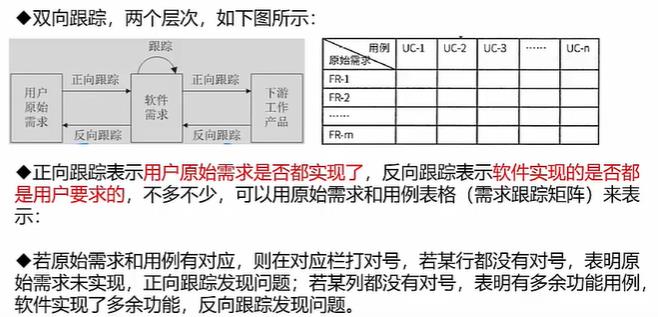 ◆双向跟踪，两个层次，如下图所示：
跟踪
用户原始需求
正向跟踪
反向跟踪
软件需求
正向跟踪
反向跟踪
下游工作产品
用例
原始需求
UC-1 UC-2 UC-3 …… UC-n
FR-1
FR-2
……
FR-m
◆正向跟踪表示用户原始需求是否都实现了，反向跟踪表示软件实现的是否都
是用户要求的，不多不少，可以用原始需求和用例表格（需求跟踪矩阵）来表
示：
◆若原始需求和用例有对应，则在对应栏打对号，若某行都没有对号，表明原
始需求未实现，正向跟踪发现问题；若某列都没有对号，表明有多余功能用例，
软件实现了多余功能，反向跟踪发现问题。